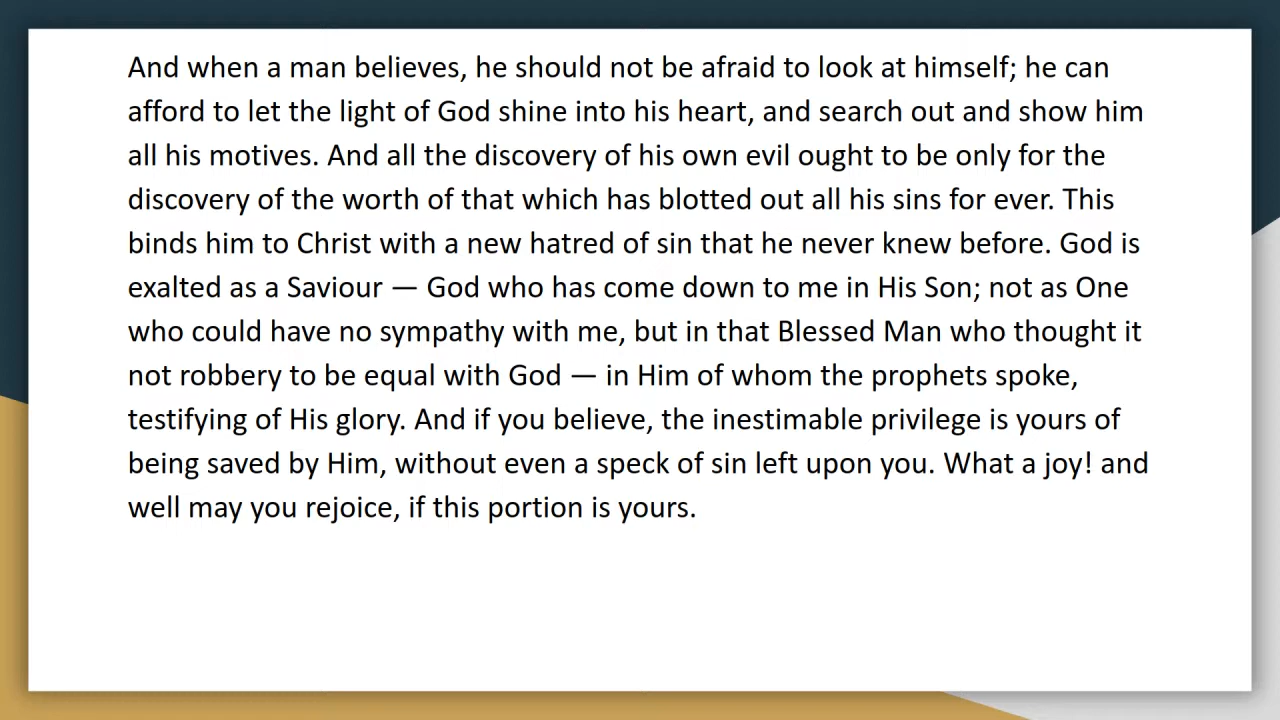 And when a man believes, he should not be afraid to look at himself; he can
afford to let the light of God shine into his heart, and search out and show him
all his motives. And all the discovery of his own evil ought to be only for the
discovery of the worth of that which has blotted out all his sins for ever. This
binds him to Christ with a new hatred of sin that he never knew before. God is
exalted as a Saviour — God who has come down to me in His Son; not as One
who could have no sympathy with me, but in that Blessed Man who thought it
not robbery to be equal with God — in Him of whom the prophets spoke,
testifying of His glory. And if you believe, the inestimable privilege is yours of
being saved by Him, without even a speck of sin left upon you. What a joy! and
well may you rejoice, if this portion is yours.